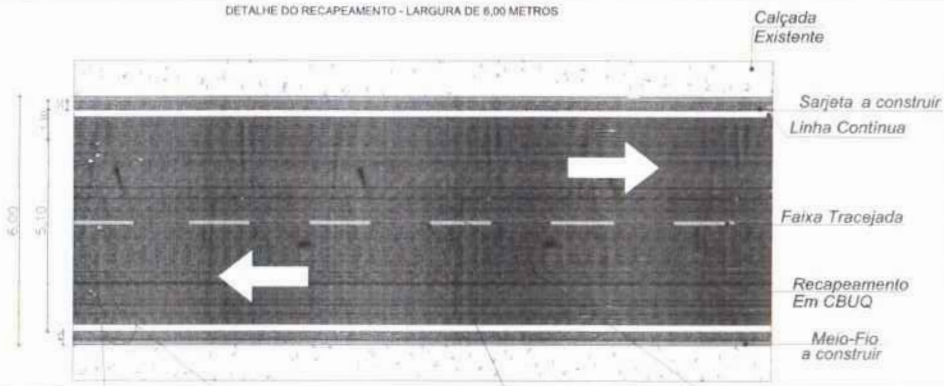 DETALHE DO RECAPEAMENTO - LARGURA DE 6,00 METROS
Calçada
Existente
Sarjeta a construir
Linha Continua
6,00
5,10
Faixa Tracejada
Recapeamento
Em CBUQ
Meio-Fio
a construir